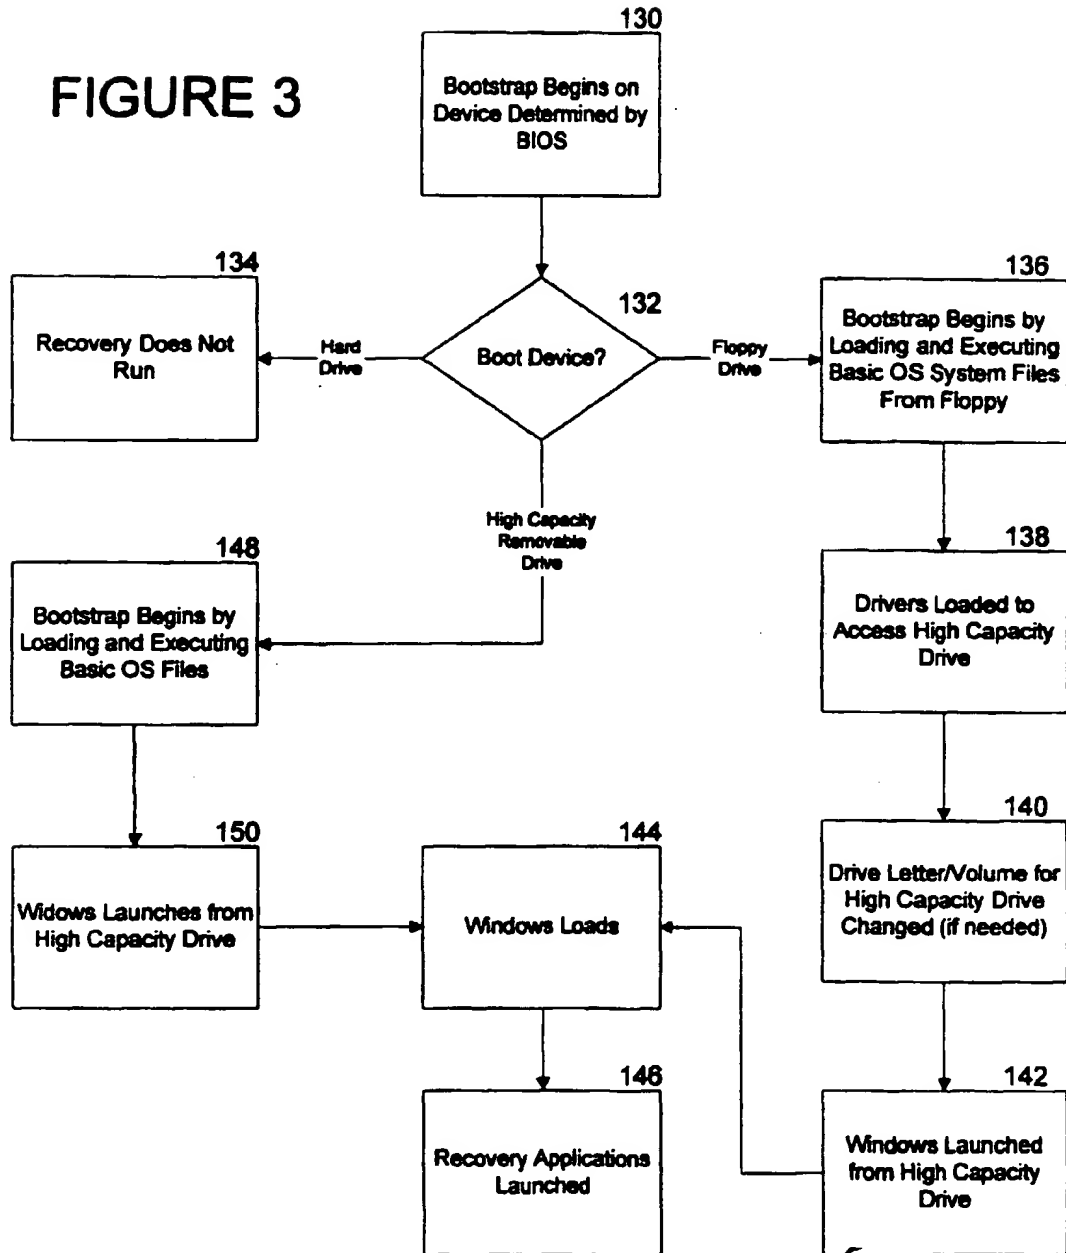 130
FIGURE 3
Bootstrap Begins on
Device Determined by
BIOS
134
132
136
Recovery Does Not
Run
Hard
Drive
Boot Device?
Floppy
Drive
Bootstrap Begins by
Loading and Executing
Basic OS System Files
From Floppy
High Capacity
Removable
Drive
148
138
Bootstrap Begins by
Loading and Executing
Basic OS Files
Drivers Loaded to
Access High Capacity
Drive
150
144
140
Widows Launches from
High Capacity Drive
Windows Loads
Drive Letter/Volume for
High Capacity Drive
Changed (if needed)
146
142
Recovery Applications
Launched
Windows Launched
from High Capacity
Drive